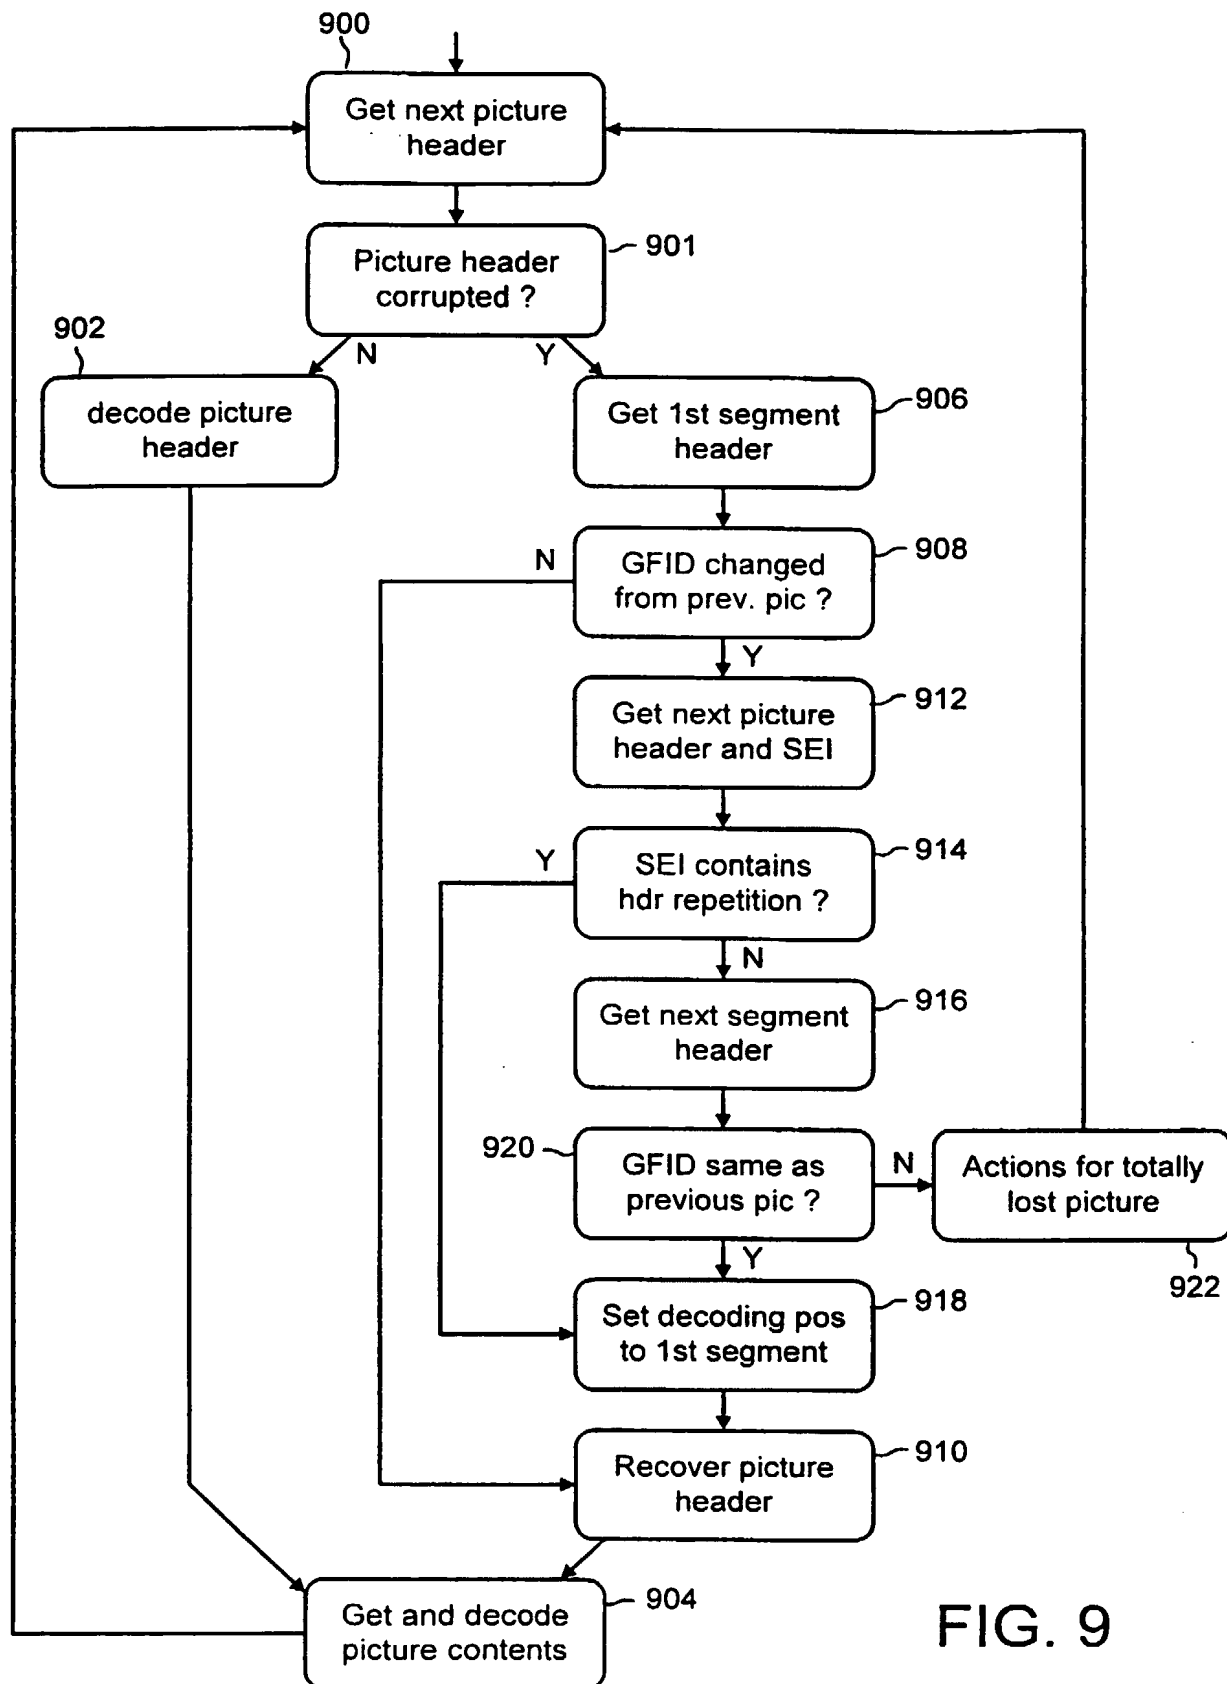 900
Get next picture
header
Picture header
corrupted ?
901
902
N
Y
decode picture
header
Get 1st segment
header
906
N
GFID changed
from prev. pic ?
908
Y
Get next picture
header and SEI
912
Y
SEI contains
hdr repetition ?
914
N
Get next segment
header
916
920
GFID same as
previous pic ?
N
Actions for totally
lost picture
922
Y
Set decoding pos
to 1st segment
918
Recover picture
header
910
Get and decode
picture contents
904
FIG. 9